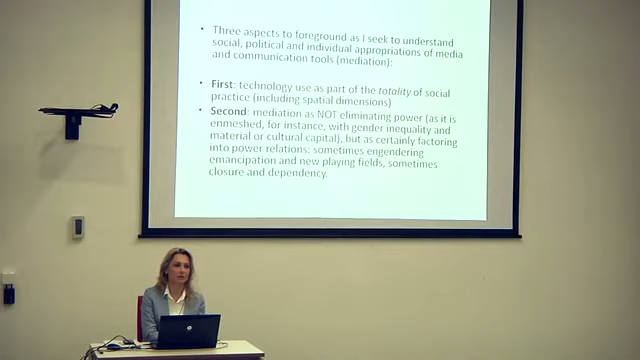 • Three aspects to foreground as I seek to understand
social, political and individual appropriations of media
and communication tools (mediation):
• First: technology use as part of the totality of social
practice (including spatial dimensions)
• Second: mediation as NOT eliminating power (as it is
enmeshed, for instance, with gender inequality and
material or cultural capital), but as certainly factoring
into power relations: sometimes engendering
emancipation and new playing fields, sometimes
closure and dependency.